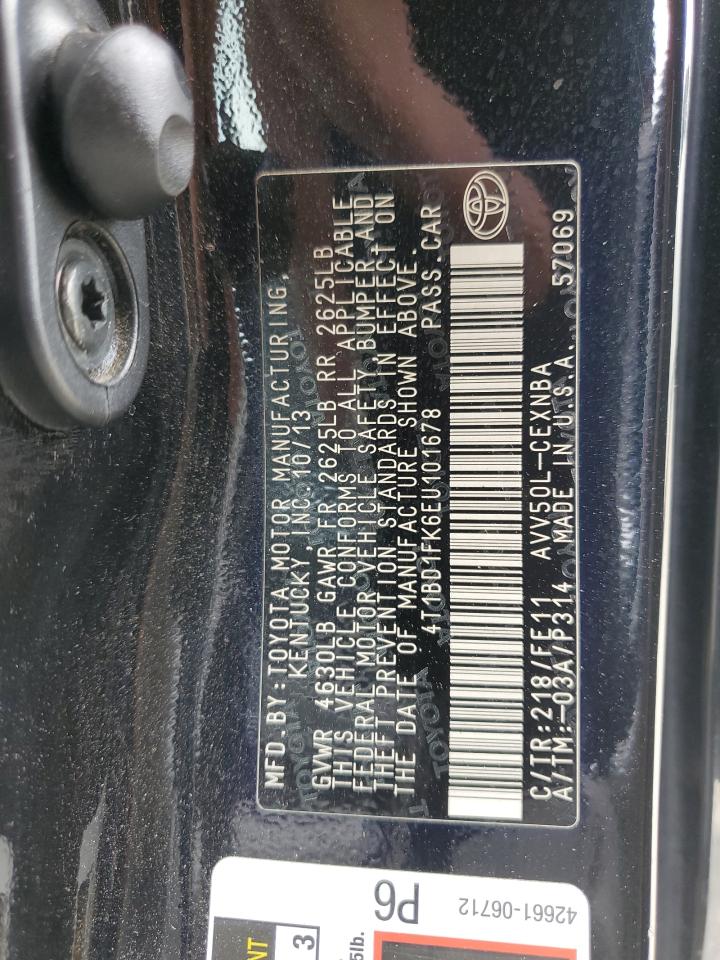 MFD.BY:TOYOTA MOTOR MANUFACTURING,
KENTUCKY,INC. 10/13
GVWR 4630LB GAWR FR 2625LB RR 2625LB
THIS VEHICLE CONFORMS TO ALL APPLICABLE
FEDERAL MOTOR VEHICLE SAFETY, BUMPER, AND
THEFT PREVENTION STANDARDS IN EFFECT ON
THE DATE OF MANUFACTURE SHOWN ABOVE.
4T1BD1FK6EU101678 PASS.CAR
C/TR:218/FE11 AVV50L-CEXNBA
A/TM:-03A/P314 MADE IN U.S.A. 57069
P6
42661-06712
3
5lb.